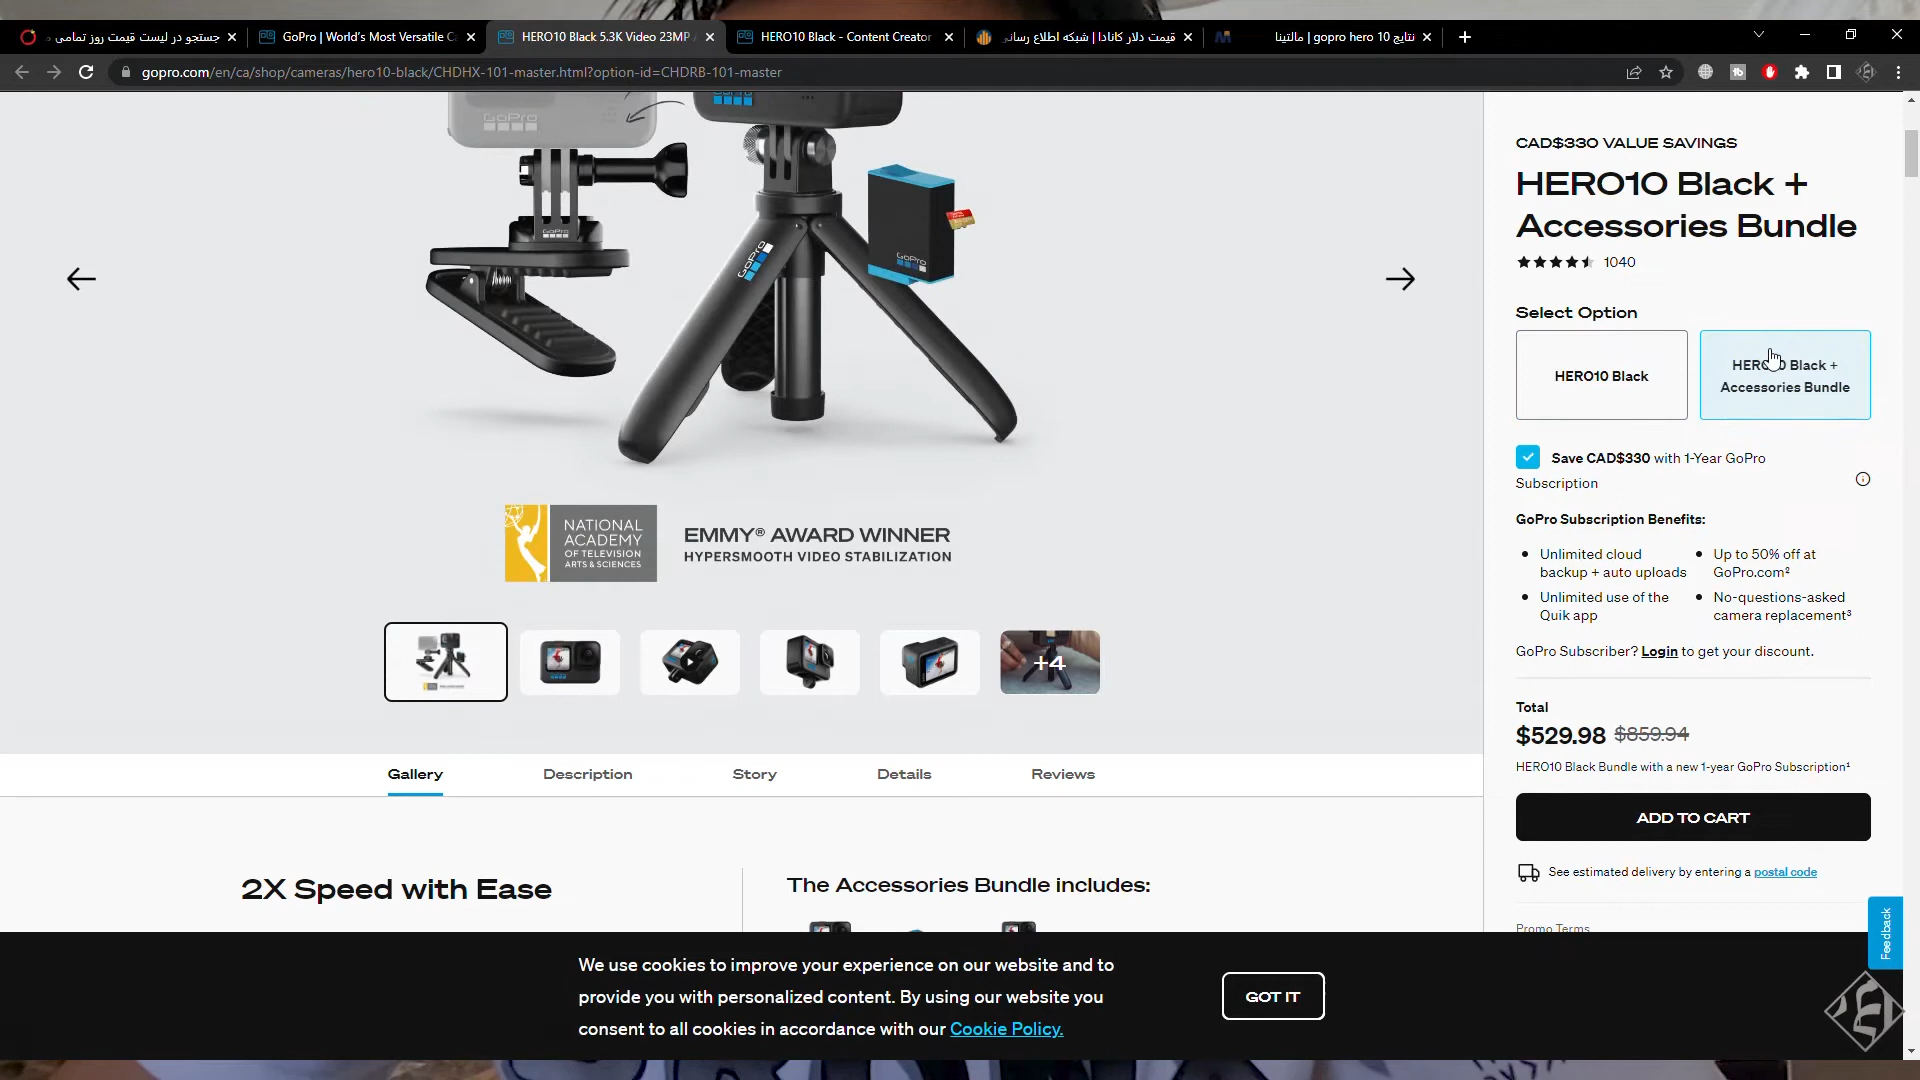 جستجو در لیست قیمت روز تمامی
GoPro | World's Most Versatile C
HERO10 Black 5.3K Video 23MP
HERO10 Black - Content Creator
قیمت دلار کانادا | شبکه اطلاع رسانی
نتایج gopro hero 10 | مالتینا
gopro.com/en/ca/shop/cameras/hero10-black/CHDHX-101-master.html?option-id=CHDRB-101-master
GoPro
GoPro
GoPro
GoPro
CAD$330 VALUE SAVINGS
HERO10 Black +
Accessories Bundle
1040
Select Option
HERO10 Black
HERO10 Black +
Accessories Bundle
Save CAD$330 with 1-Year GoPro
Subscription
GoPro Subscription Benefits:
Unlimited cloud
backup + auto uploads
Unlimited use of the
Quik app
Up to 50% off at
GoPro.com²
No-questions-asked
camera replacement³
GoPro Subscriber? Login to get your discount.
Total
$529.98 $859.94
HERO10 Black Bundle with a new 1-year GoPro Subscription¹
ADD TO CART
See estimated delivery by entering a postal code
Promo Terms
Feedback
NATIONAL
ACADEMY
OF TELEVISION
ARTS & SCIENCES
EMMY® AWARD WINNER
HYPERSMOOTH VIDEO STABILIZATION
+4
Gallery
Description
Story
Details
Reviews
2X Speed with Ease
The Accessories Bundle includes:
We use cookies to improve your experience on our website and to
provide you with personalized content. By using our website you
consent to all cookies in accordance with our Cookie Policy.
GOT IT